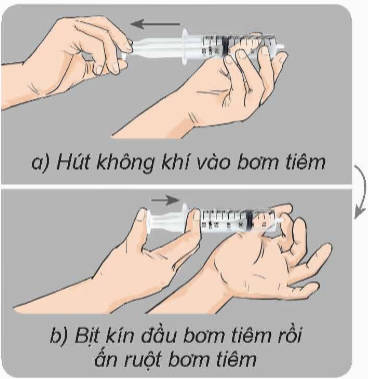 a) Hút không khí vào bơm tiêm
b) Bịt kín đầu bơm tiêm rồi
ấn ruột bơm tiêm